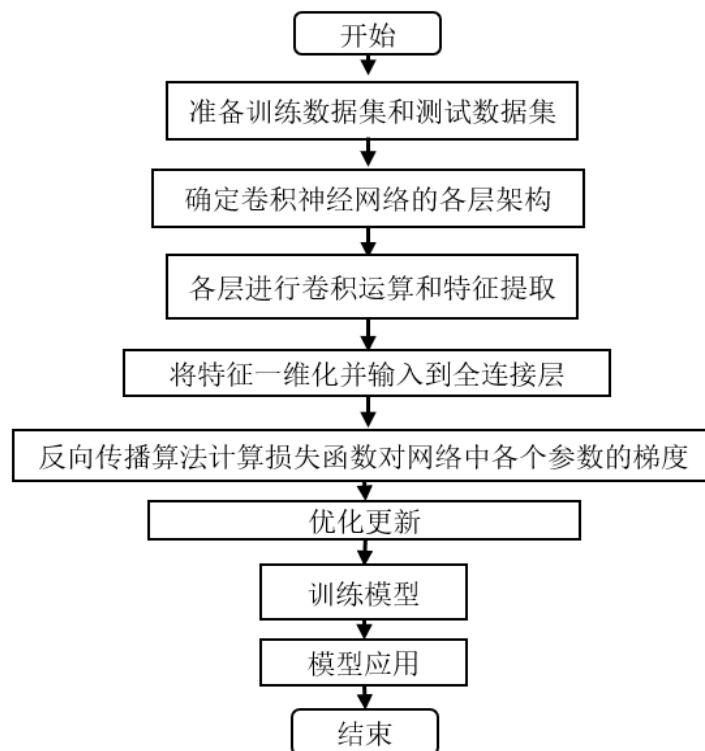 开始
准备训练数据集和测试数据集
确定卷积神经网络的各层架构
各层进行卷积运算和特征提取
将特征一维化并输入到全连接层
反向传播算法计算损失函数对网络中各个参数的梯度
优化更新
训练模型
模型应用
结束